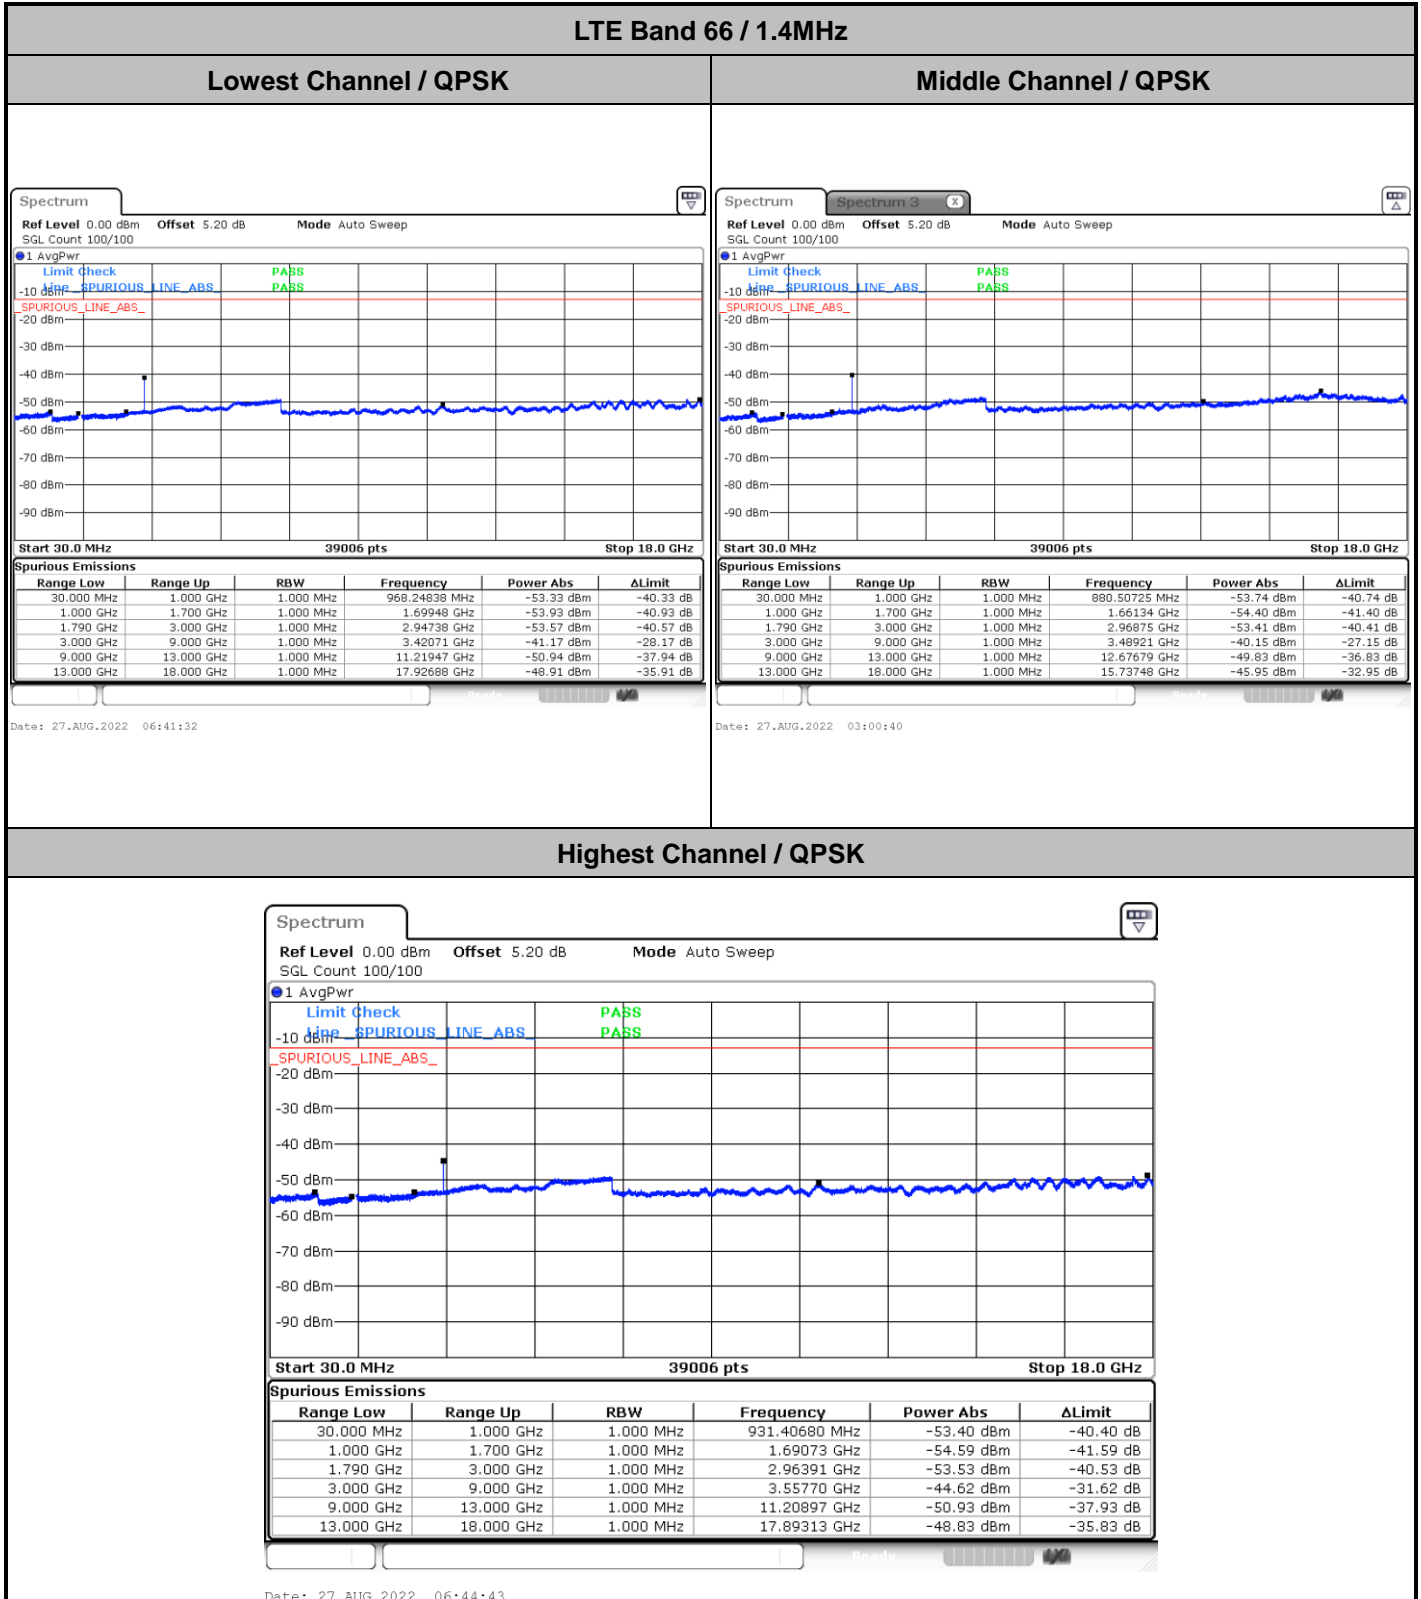 LTE Band 66 / 1.4MHz
Lowest Channel / QPSK
Middle Channel / QPSK
Spectrum
Ref Level 0.00 dBm Offset 5.20 dB Mode Auto Sweep
SGL Count 100/100
1 AvgPwr
Limit Check PASS
Line _SPURIOUS_LINE_ABS_ PASS
-10 dBm
_SPURIOUS_LINE_ABS_
-20 dBm
-30 dBm
-40 dBm
-50 dBm
-60 dBm
-70 dBm
-80 dBm
-90 dBm
Start 30.0 MHz 39006 pts Stop 18.0 GHz
Spurious Emissions
Range Low Range Up RBW Frequency Power Abs ΔLimit
30.000 MHz 1.000 GHz 1.000 MHz 968.24838 MHz -53.33 dBm -40.33 dB
1.000 GHz 1.700 GHz 1.000 MHz 1.69948 GHz -53.93 dBm -40.93 dB
1.790 GHz 3.000 GHz 1.000 MHz 2.94738 GHz -53.57 dBm -40.57 dB
3.000 GHz 9.000 GHz 1.000 MHz 3.42071 GHz -41.17 dBm -28.17 dB
9.000 GHz 13.000 GHz 1.000 MHz 11.21947 GHz -50.94 dBm -37.94 dB
13.000 GHz 18.000 GHz 1.000 MHz 17.92688 GHz -48.91 dBm -35.91 dB
Ready
Date: 27.AUG.2022 06:41:32
Spectrum Spectrum 3 X
Ref Level 0.00 dBm Offset 5.20 dB Mode Auto Sweep
SGL Count 100/100
1 AvgPwr
Limit Check PASS
Line _SPURIOUS_LINE_ABS_ PASS
-10 dBm
_SPURIOUS_LINE_ABS_
-20 dBm
-30 dBm
-40 dBm
-50 dBm
-60 dBm
-70 dBm
-80 dBm
-90 dBm
Start 30.0 MHz 39006 pts Stop 18.0 GHz
Spurious Emissions
Range Low Range Up RBW Frequency Power Abs ΔLimit
30.000 MHz 1.000 GHz 1.000 MHz 880.50725 MHz -53.74 dBm -40.74 dB
1.000 GHz 1.700 GHz 1.000 MHz 1.66134 GHz -54.40 dBm -41.40 dB
1.790 GHz 3.000 GHz 1.000 MHz 2.96875 GHz -53.41 dBm -40.41 dB
3.000 GHz 9.000 GHz 1.000 MHz 3.48921 GHz -40.15 dBm -27.15 dB
9.000 GHz 13.000 GHz 1.000 MHz 12.67679 GHz -49.83 dBm -36.83 dB
13.000 GHz 18.000 GHz 1.000 MHz 15.73748 GHz -45.95 dBm -32.95 dB
Ready
Date: 27.AUG.2022 03:00:40
Highest Channel / QPSK
Spectrum
Ref Level 0.00 dBm Offset 5.20 dB Mode Auto Sweep
SGL Count 100/100
1 AvgPwr
Limit Check PASS
Line _SPURIOUS_LINE_ABS_ PASS
-10 dBm
_SPURIOUS_LINE_ABS_
-20 dBm
-30 dBm
-40 dBm
-50 dBm
-60 dBm
-70 dBm
-80 dBm
-90 dBm
Start 30.0 MHz 39006 pts Stop 18.0 GHz
Spurious Emissions
Range Low Range Up RBW Frequency Power Abs ΔLimit
30.000 MHz 1.000 GHz 1.000 MHz 931.40680 MHz -53.40 dBm -40.40 dB
1.000 GHz 1.700 GHz 1.000 MHz 1.69073 GHz -54.59 dBm -41.59 dB
1.790 GHz 3.000 GHz 1.000 MHz 2.96391 GHz -53.53 dBm -40.53 dB
3.000 GHz 9.000 GHz 1.000 MHz 3.55770 GHz -44.62 dBm -31.62 dB
9.000 GHz 13.000 GHz 1.000 MHz 11.20897 GHz -50.93 dBm -37.93 dB
13.000 GHz 18.000 GHz 1.000 MHz 17.89313 GHz -48.83 dBm -35.83 dB
Ready
Date: 27.AUG.2022 06:44:43